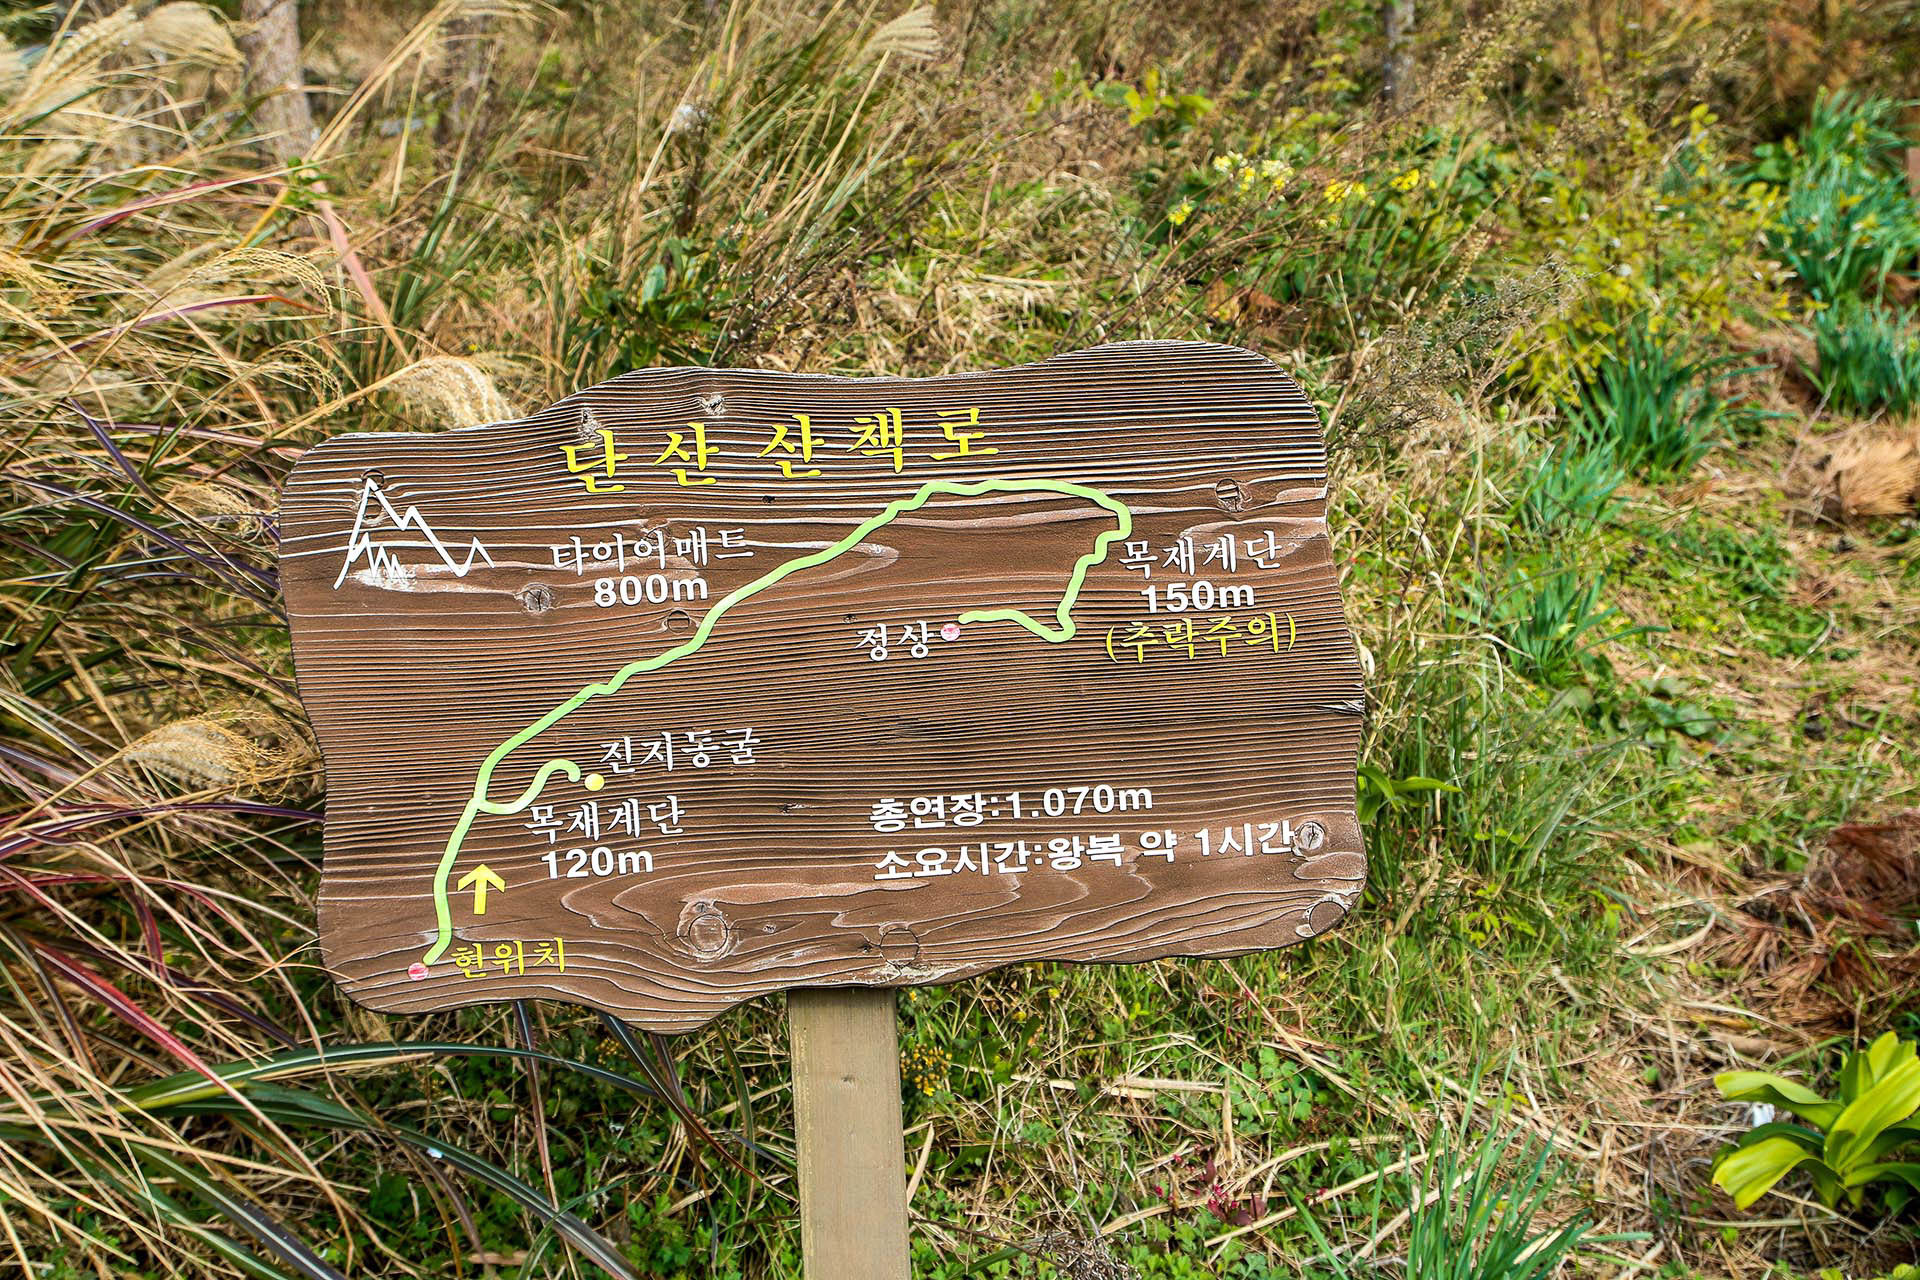 단산 산책로
타이어매트
800m
목재계단
150m
(추락주의)
정상
진지동굴
목재계단
120m
총연장:1.070m
소요시간:왕복 약 1시간
현위치